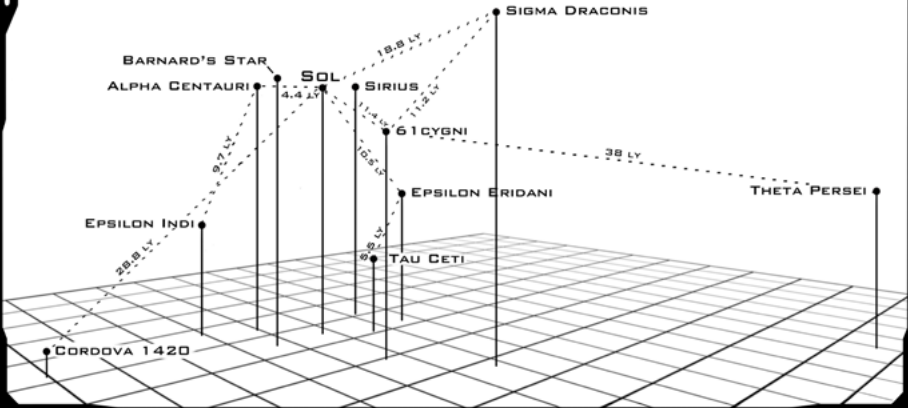 SIGMA DRACONIS
18.8 LY
BARNARD'S STAR
SOL
ALPHA CENTAURI
4.4 LY
SIRIUS
11.2 LY
11.4 LY
61 CYGNI
9.7 LY
10.5 LY
38 LY
EPSILON ERIDANI
THETA PERSEI
EPSILON INDI
28.8 LY
5.5 LY
TAU CETI
CORDOVA 1420